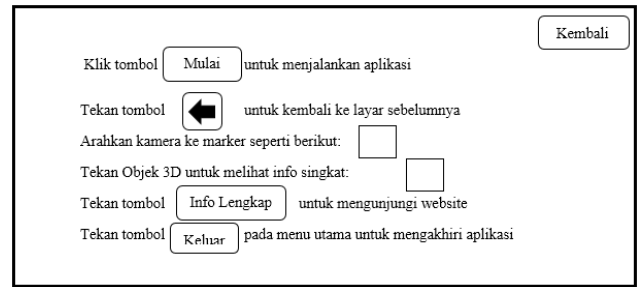 Kembali
Klik tombol Mulai untuk menjalankan aplikasi
Tekan tombol untuk kembali ke layar sebelumnya
Arahkan kamera ke marker seperti berikut:
Tekan Objek 3D untuk melihat info singkat:
Tekan tombol Info Lengkap untuk mengunjungi website
Tekan tombol Keluar pada menu utama untuk mengakhiri aplikasi